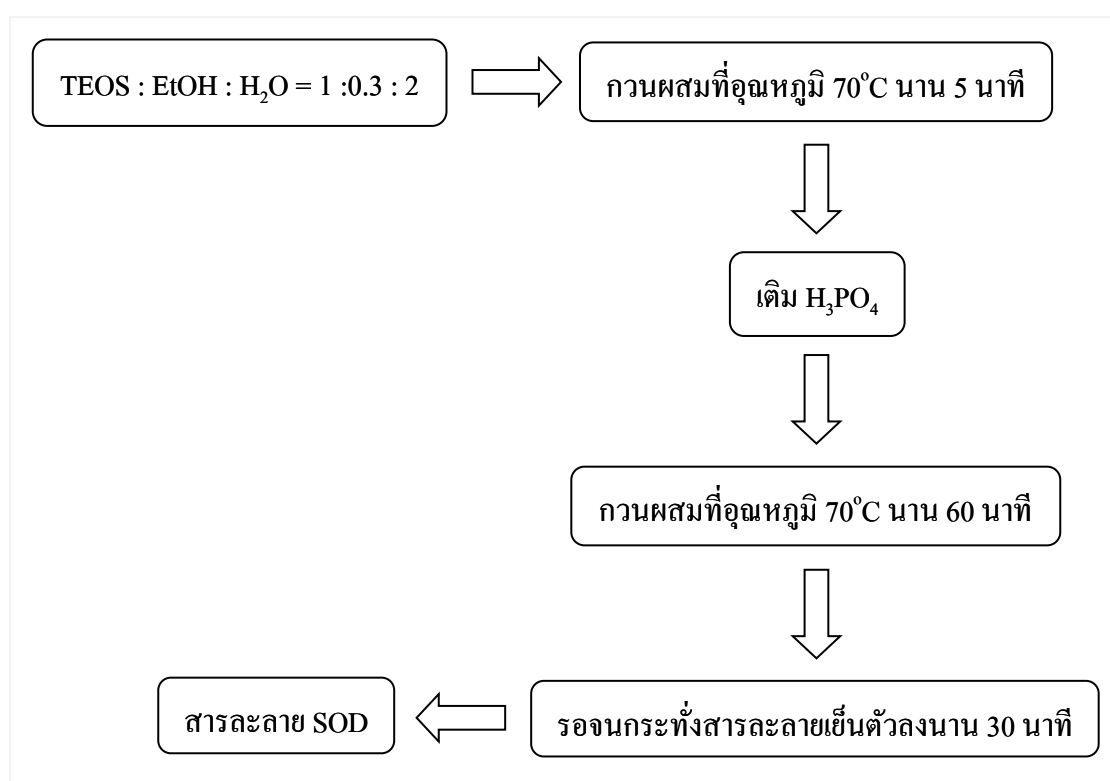 TEOS : EtOH : H₂O = 1 :0.3 : 2
กวนผสมที่อุณหภูมิ 70°C นาน 5 นาที
เติม H₃PO₄
กวนผสมที่อุณหภูมิ 70°C นาน 60 นาที
รอจนกระทั่งสารละลายเย็นตัวลงนาน 30 นาที
สารละลาย SOD